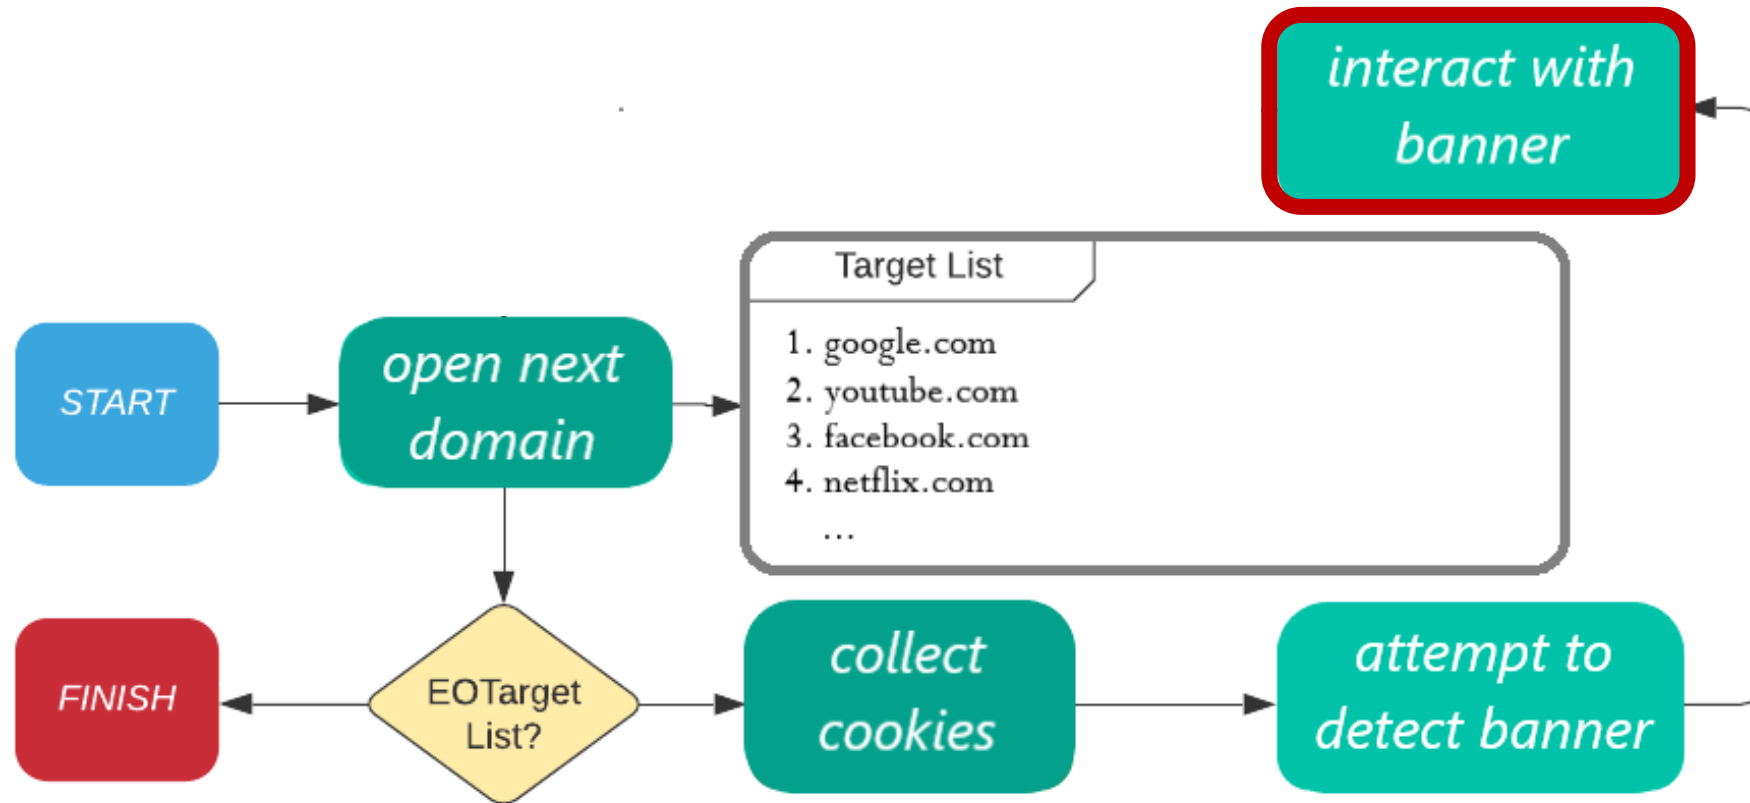 interact with
banner
Target List
1. google.com
2. youtube.com
3. facebook.com
4. netflix.com
...
START
open next
domain
FINISH
EOTarget
List?
collect
cookies
attempt to
detect banner